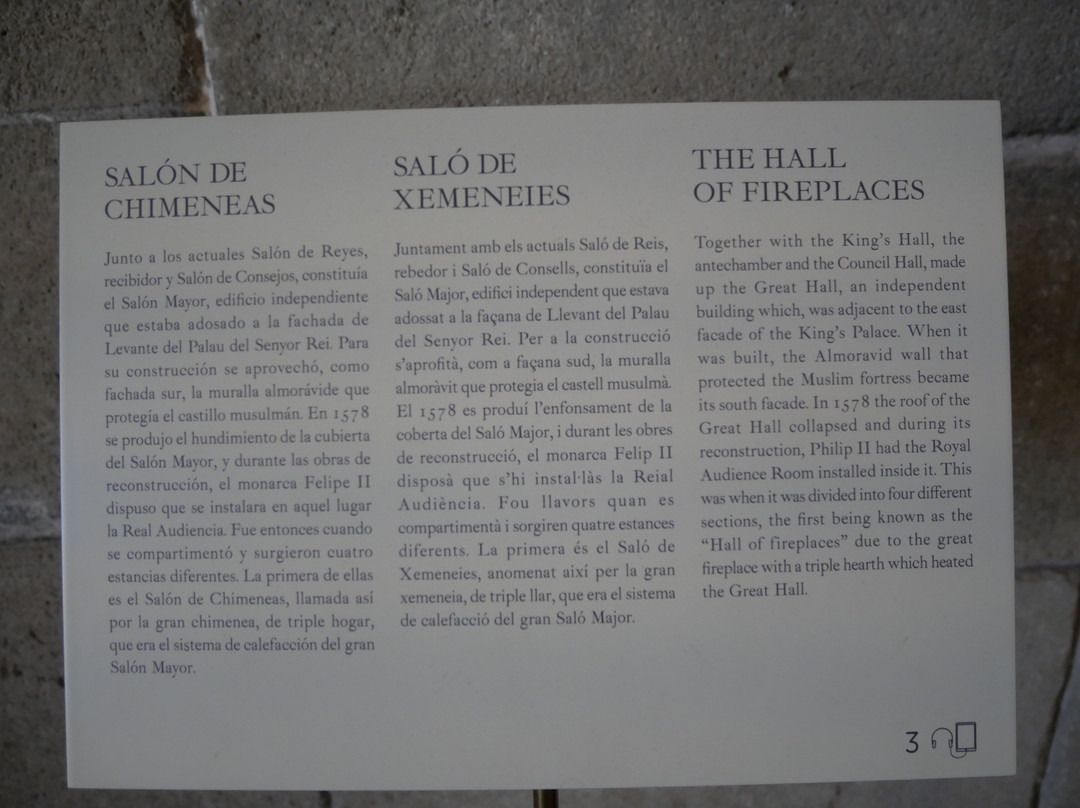 SALÓN DE
CHIMENEAS
Junto a los actuales Salón de Reyes,
recibidor y Salón de Consejos, constituía
el Salón Mayor, edificio independiente
que estaba adosado a la fachada de
Levante del Palau del Senyor Rei. Para
su construcción se aprovechó, como
fachada sur, la muralla almorávide que
protegía el castillo musulmán. En 1578
se produjo el hundimiento de la cubierta
del Salón Mayor, y durante las obras de
reconstrucción, el monarca Felipe II
dispuso que se instalara en aquel lugar
la Real Audiencia. Fue entonces cuando
se compartimentó y surgieron cuatro
estancias diferentes. La primera de ellas
es el Salón de Chimeneas, llamada así
por la gran chimenea, de triple hogar,
que era el sistema de calefacción del gran
Salón Mayor.
SALÓ DE
XEMENEIES
Juntament amb els actuals Saló de Reis,
rebedor i Saló de Consells, constituïa el
Saló Major, edifici independent que estava
adossat a la façana de Llevant del Palau
del Senyor Rei. Per a la construcció
s'aprofità, com a façana sud, la muralla
almoràvit que protegia el castell musulmà.
El 1578 es produí l'enfonsament de la
coberta del Saló Major, i durant les obres
de reconstrucció, el monarca Felip II
disposà que s'hi instal·làs la Reial
Audiència. Fou llavors quan es
compartimentà i sorgiren quatre estances
diferents. La primera és el Saló de
Xemeneies, anomenat així per la gran
xemeneia, de triple llar, que era el sistema
de calefacció del gran Saló Major.
THE HALL
OF FIREPLACES
Together with the King's Hall, the
antechamber and the Council Hall, made
up the Great Hall, an independent
building which, was adjacent to the east
facade of the King's Palace. When it
was built, the Almoravid wall that
protected the Muslim fortress became
its south facade. In 1578 the roof of the
Great Hall collapsed and during its
reconstruction, Philip II had the Royal
Audience Room installed inside it. This
was when it was divided into four different
sections, the first being known as the
“Hall of fireplaces” due to the great
fireplace with a triple hearth which heated
the Great Hall.
3